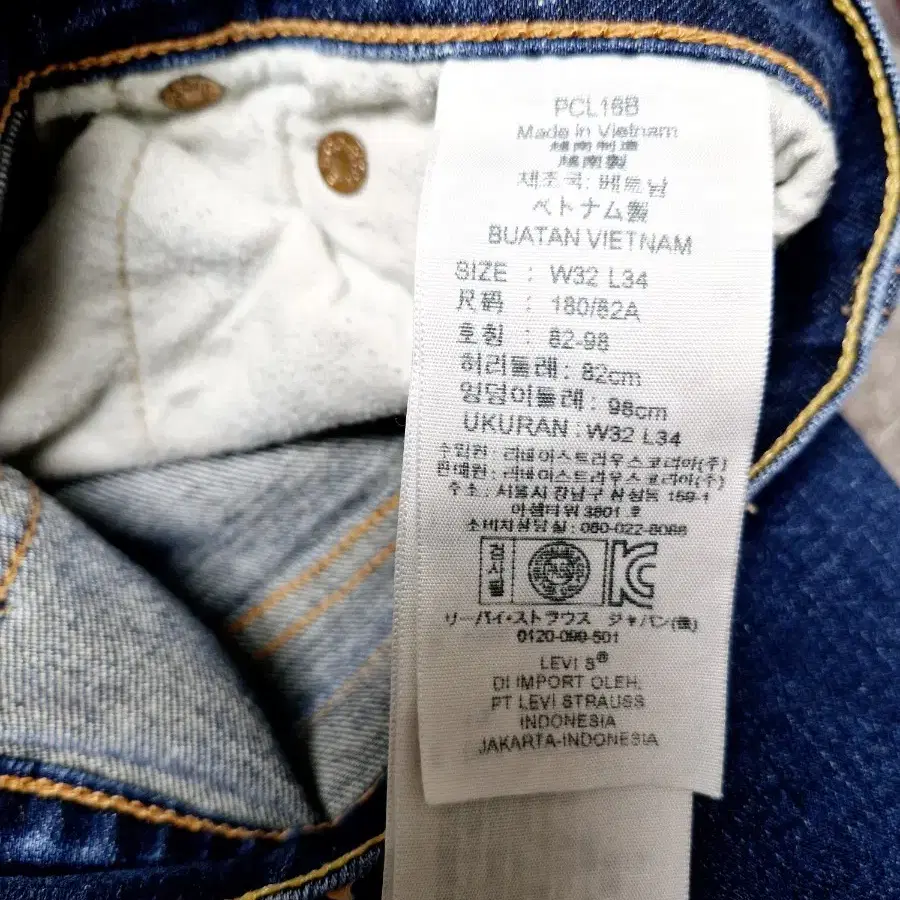 PCL16B
Made in Vietnam
越南制造
越南製
제조국: 베트남
ベトナム製
BUATAN VIETNAM
SIZE : W32 L34
尺码 : 180/82A
호칭 : 82-98
허리둘레: 82cm
엉덩이둘레: 98cm
UKURAN : W32 L34
수입원 : 리바이스트라우스코리아(주)
판매원 : 리바이스트라우스코리아(주)
주소 : 서울시 강남구 삼성동 159-1
아셈타워 3801 호
소비자상담실 : 080-022-8088
검사필
リーバイ・ストラウス ジャパン(株)
0120-099-501
LEVI S®
DI IMPORT OLEH,
PT LEVI STRAUSS
INDONESIA
JAKARTA-INDONESIA